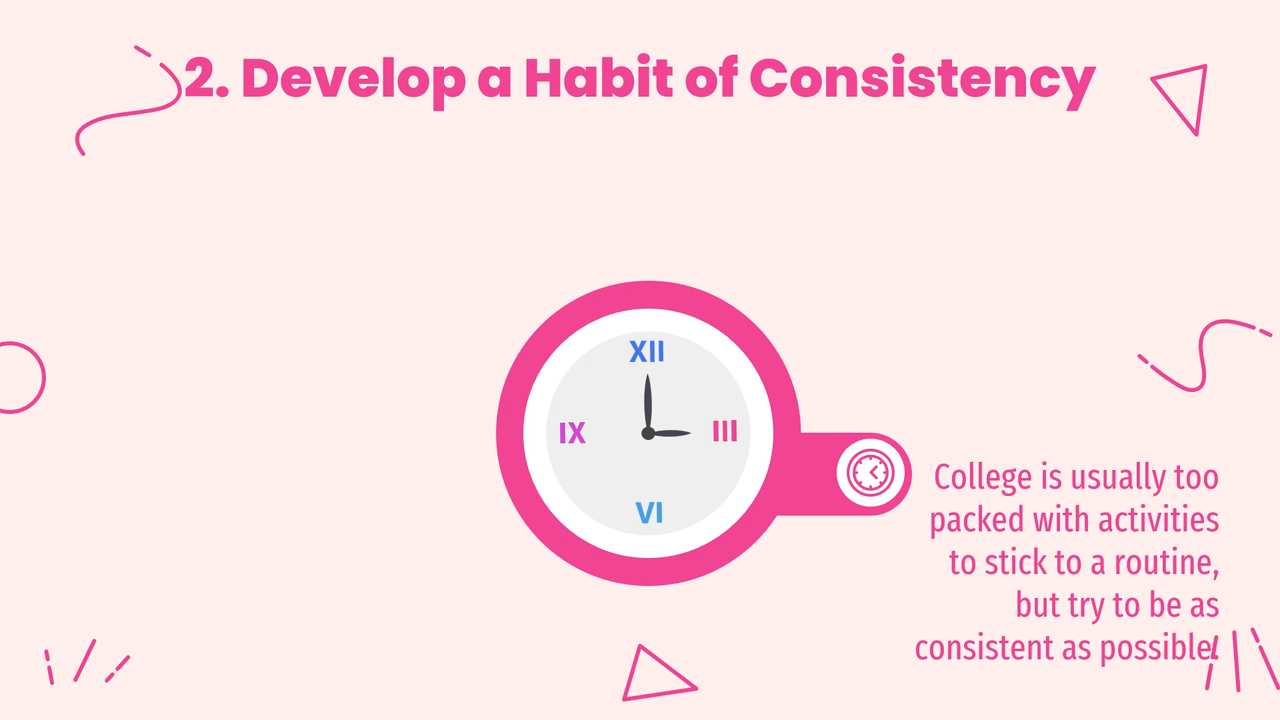 2. Develop a Habit of Consistency
XII
IX
III
VI
College is usually too
packed with activities
to stick to a routine,
but try to be as
consistent as possible.